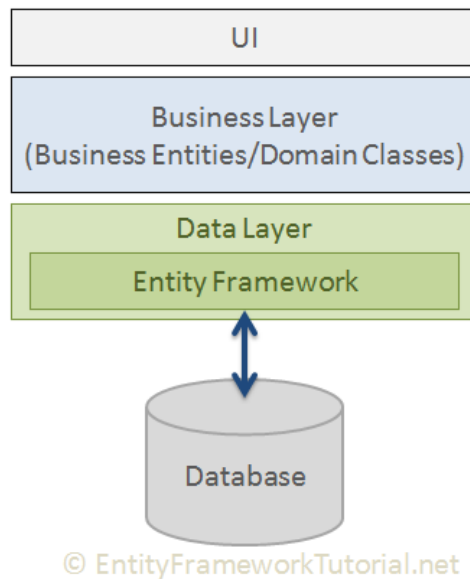 UI
Business Layer
(Business Entities/Domain Classes)
Data Layer
Entity Framework
Database
© EntityFrameworkTutorial.net